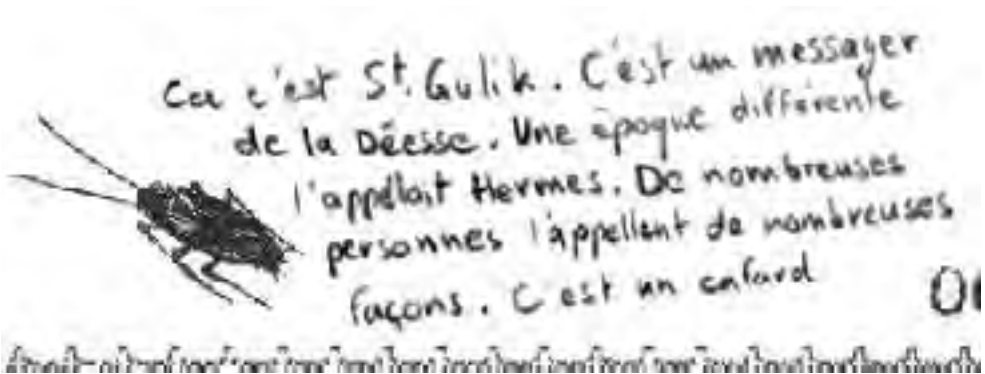 Ca c'est St. Gulik. C'est un messager
de la Déesse. Une époque différente
l'appellait Hermes. De nombreuses
personnes l'appellent de nombreuses
façons. C'est un cafard